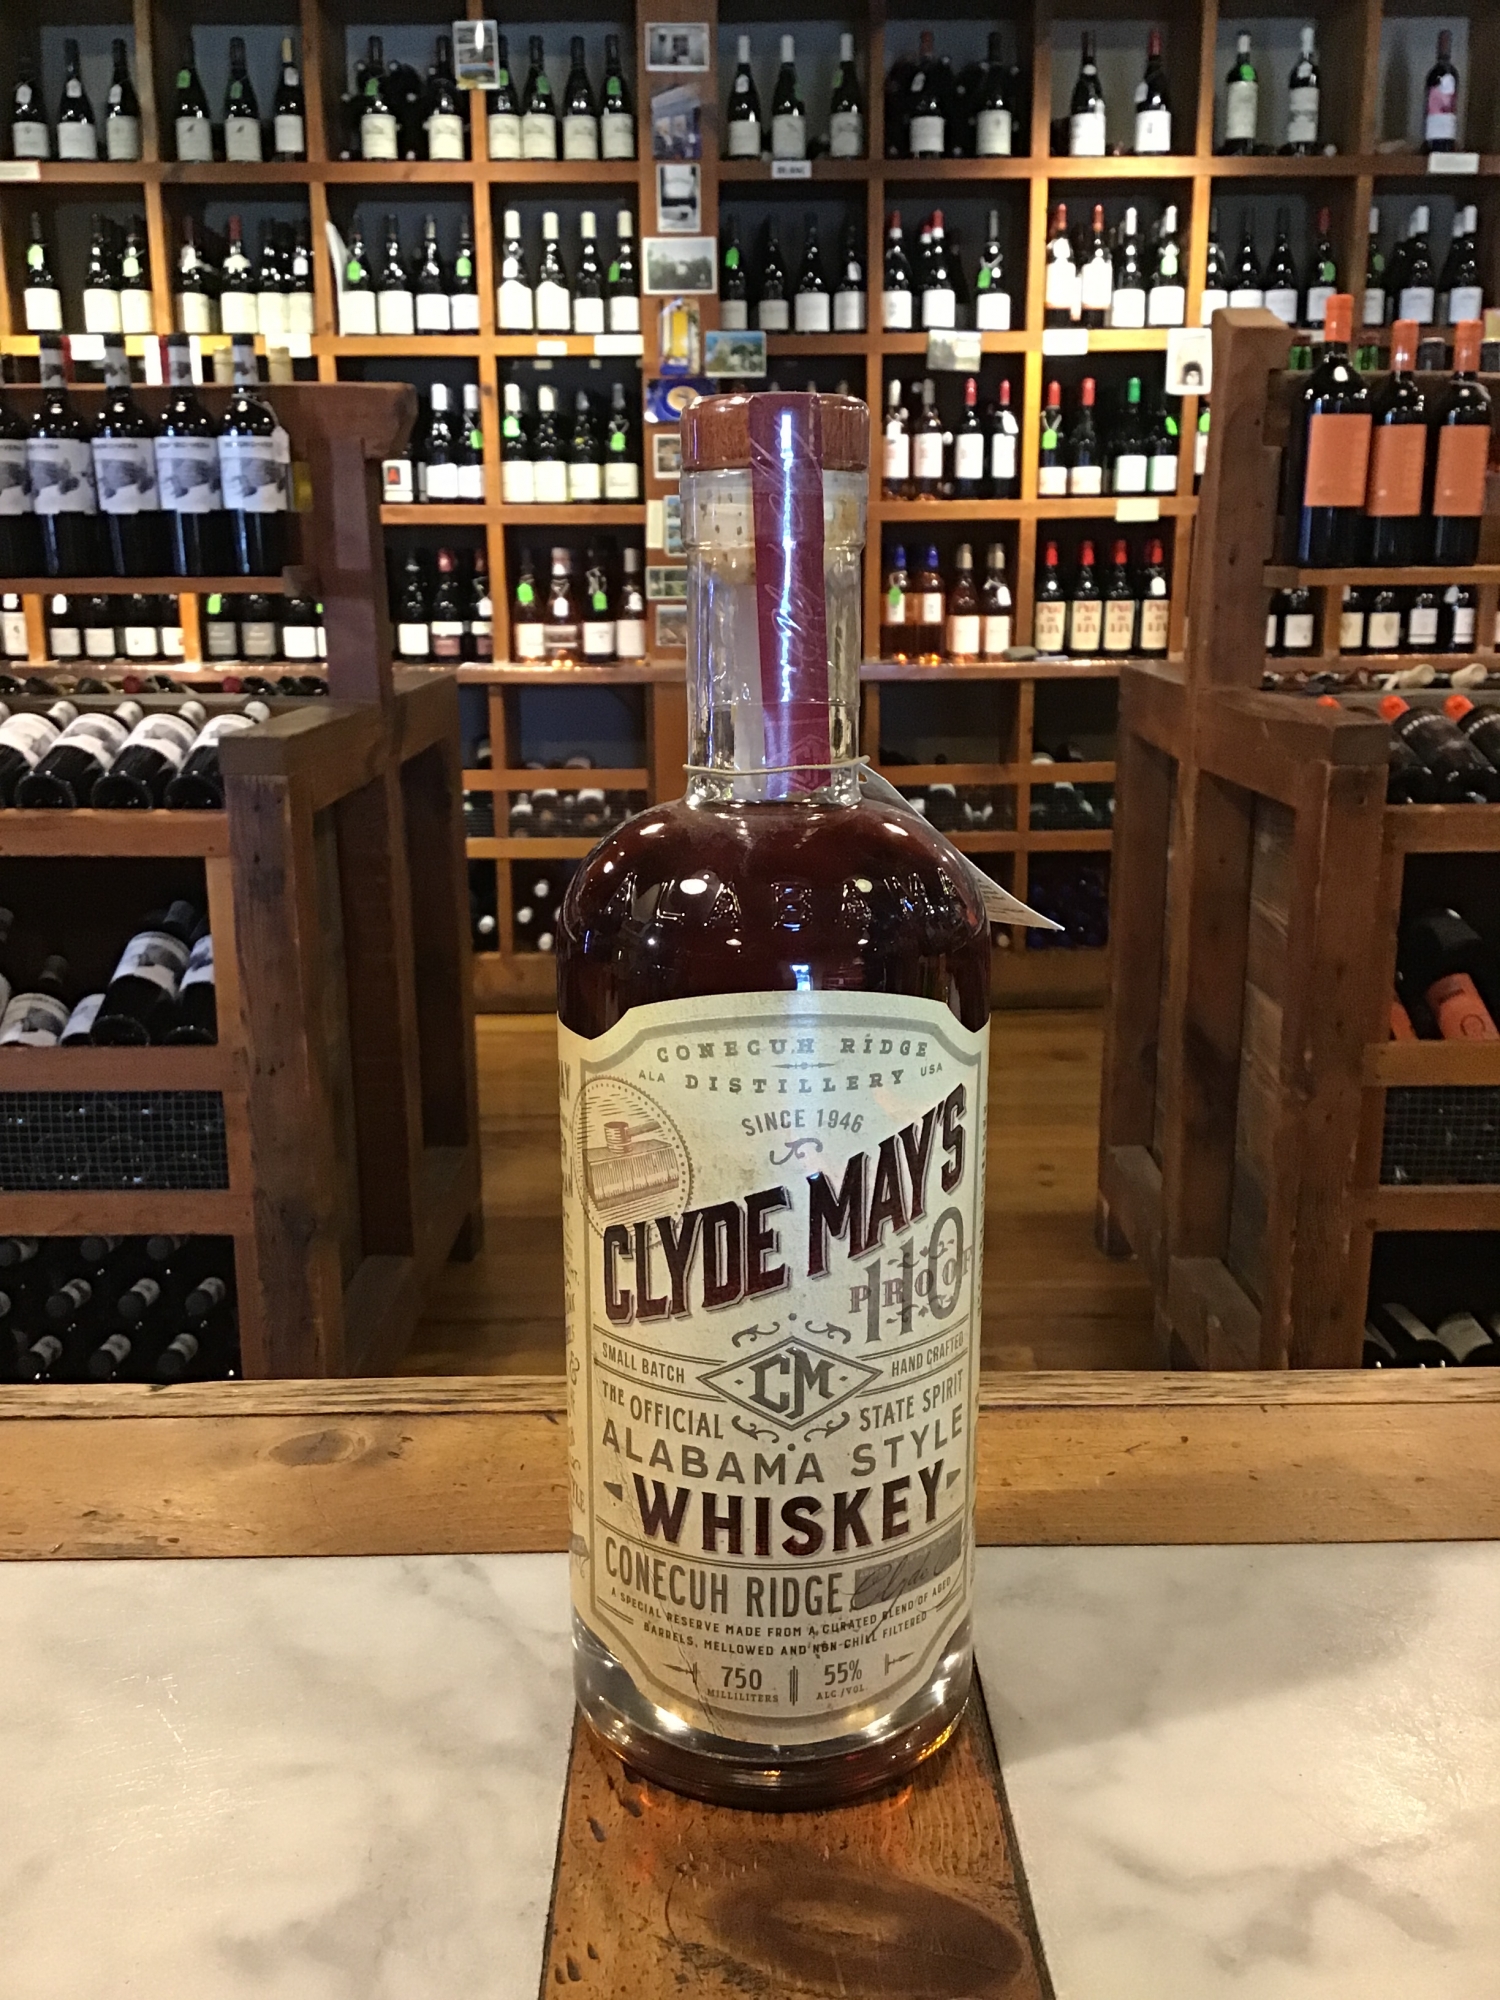 ALABAMA
CONECUH RIDGE
ALA DISTILLERY USA
SINCE 1946
CLYDE MAY'S
110
PROOF
SMALL BATCH CM HAND CRAFTED
THE OFFICIAL STATE SPIRIT
ALABAMA STYLE
WHISKEY
CONECUH RIDGE Clyde
A SPECIAL RESERVE MADE FROM A CURATED BLEND OF AGED
BARRELS, MELLOWED AND NON-CHILL FILTERED
750 55%
MILLILITERS ALC/VOL